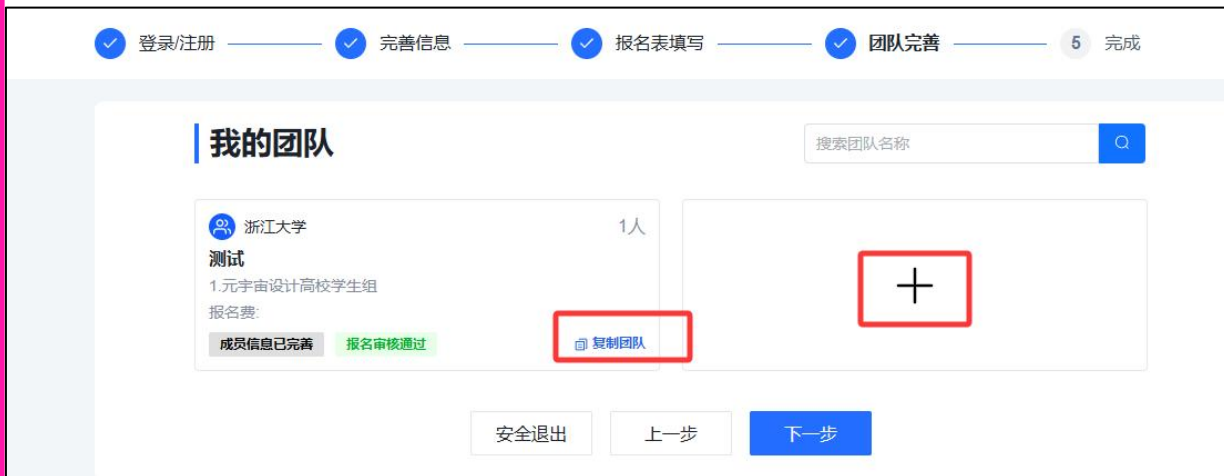 登录/注册 完善信息 报名表填写 团队完善 5 完成
我的团队
搜索团队名称
浙江大学 1人
测试
1.元宇宙设计高校学生组
报名费:
成员信息已完善 报名审核通过 复制团队
安全退出 上一步 下一步